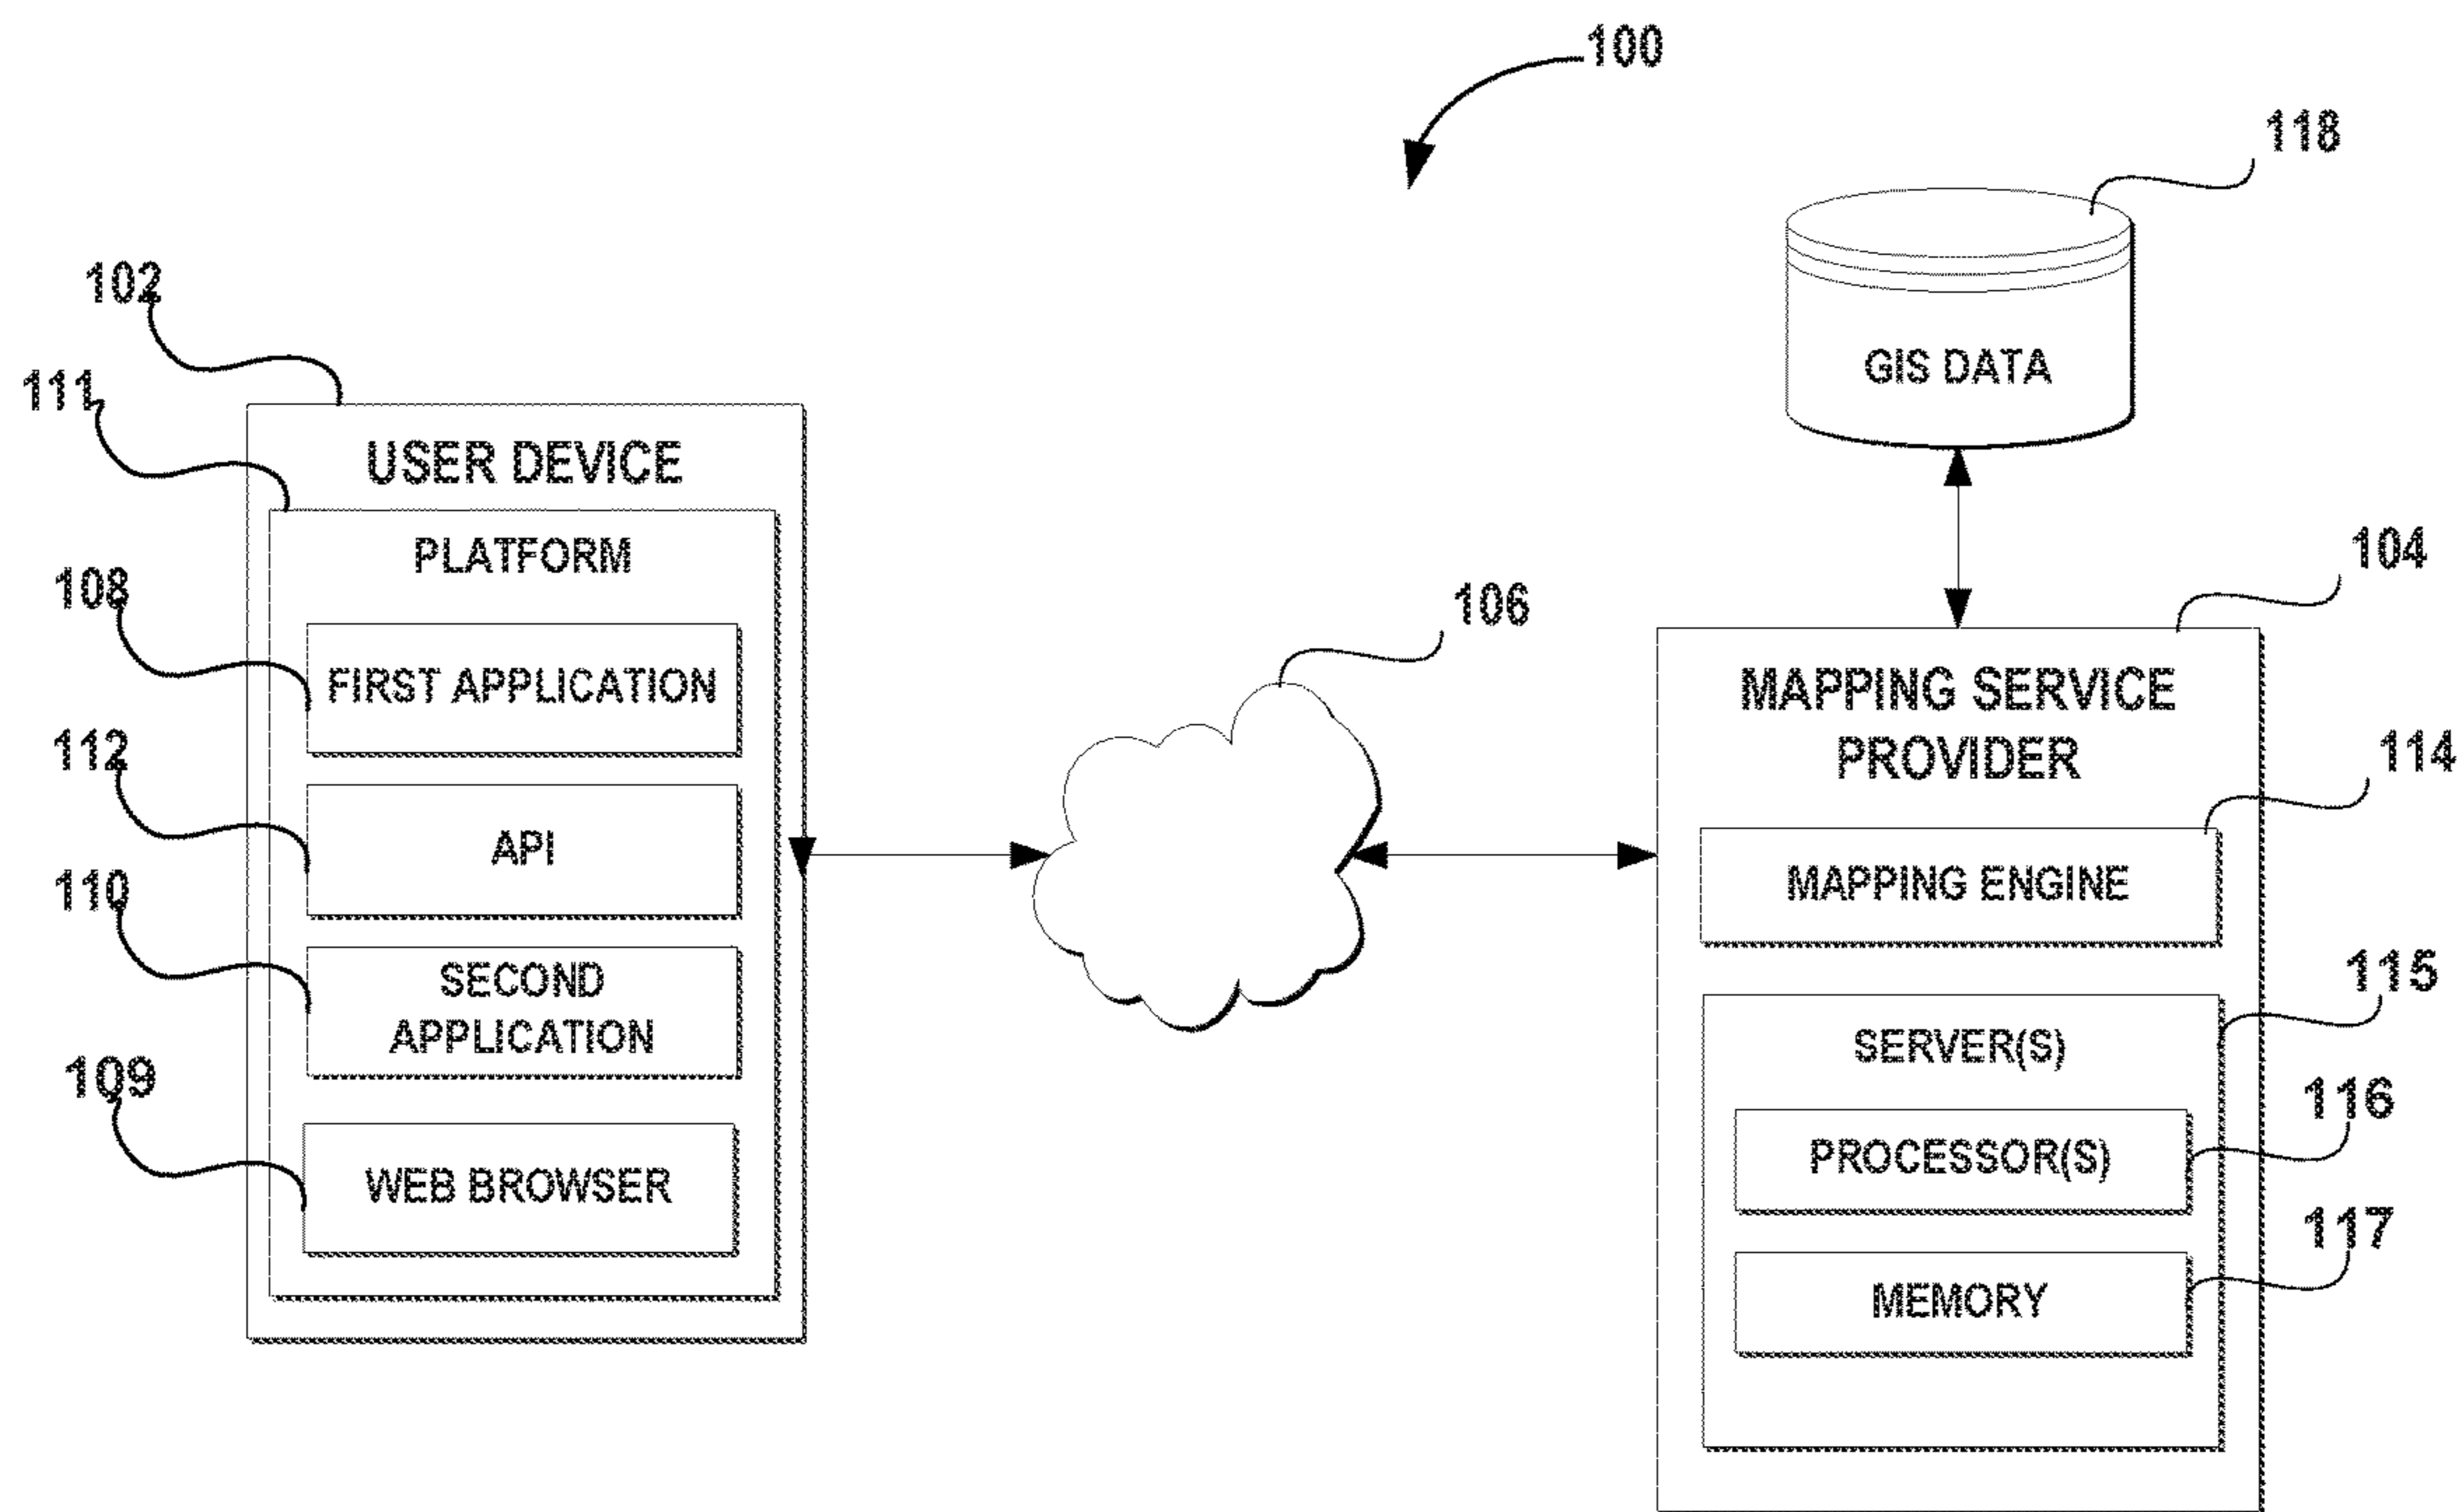 100
118
GIS DATA
102
111
USER DEVICE
PLATFORM
108
FIRST APPLICATION
112
API
110
SECOND
APPLICATION
109
WEB BROWSER
106
104
MAPPING SERVICE
PROVIDER
114
MAPPING ENGINE
115
SERVER(S)
116
PROCESSOR(S)
117
MEMORY